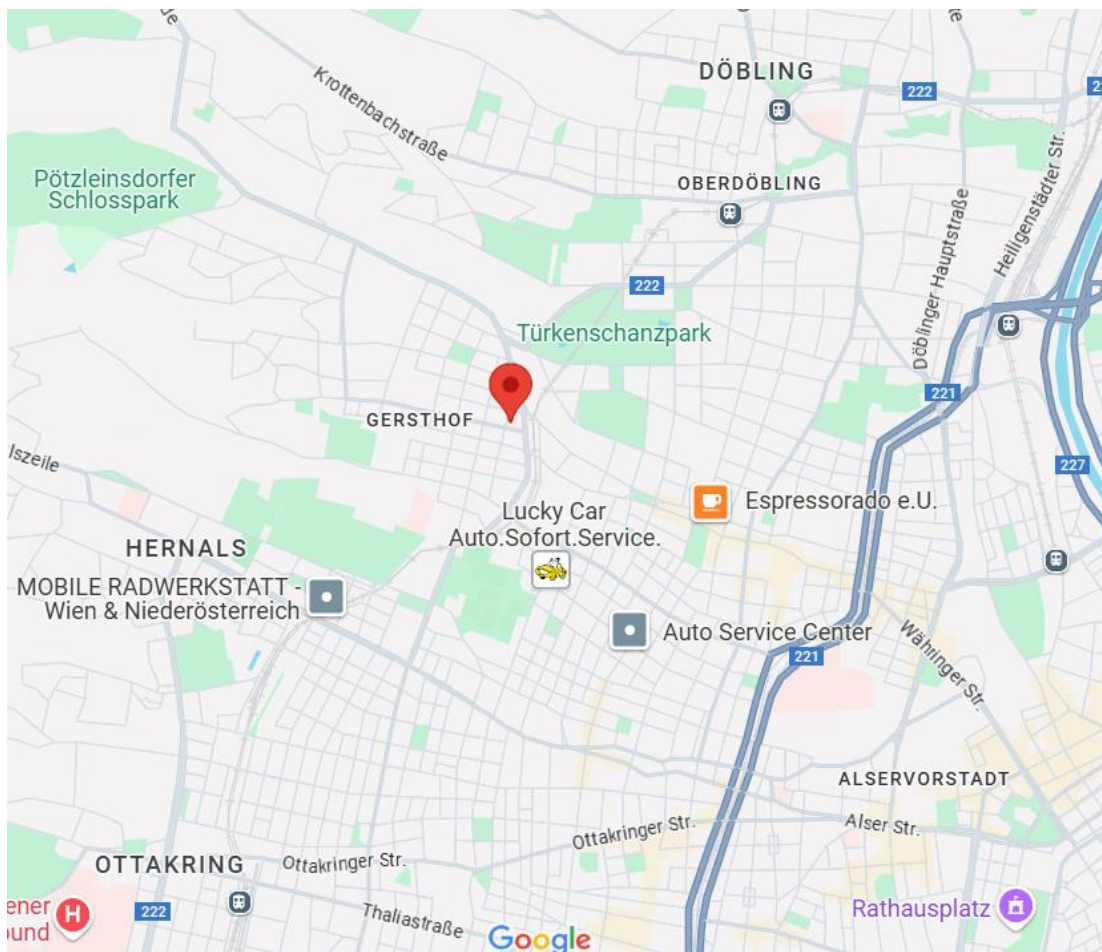 DÖBLING
222
Krottenbachstraße
Pötzleinsdorfer
Schlosspark
OBERDÖBLING
Heiligenstädter Str.
Döblinger Hauptstraße
222
Türkenschanzpark
221
GERSTHOF
227
Espressorado e.U.
Lucky Car
Auto.Sofort.Service.
HERNALS
MOBILE RADWERKSTATT -
Wien & Niederösterreich
Auto Service Center
221
Währinger Str.
ALSERVORSTADT
Alser Str.
Ottakringer Str.
OTTAKRING
Ottakringer Str.
222
Thaliastraße
H
Rathausplatz
Google